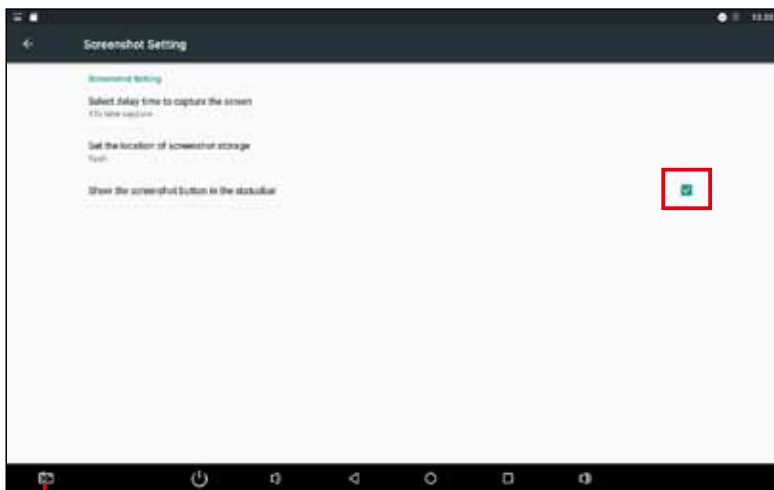 Screenshot Setting
Screenshot Setting
Select delay time to capture the screen
Set the location of screenshot storage
flash
Show the screenshot button in the statusbar